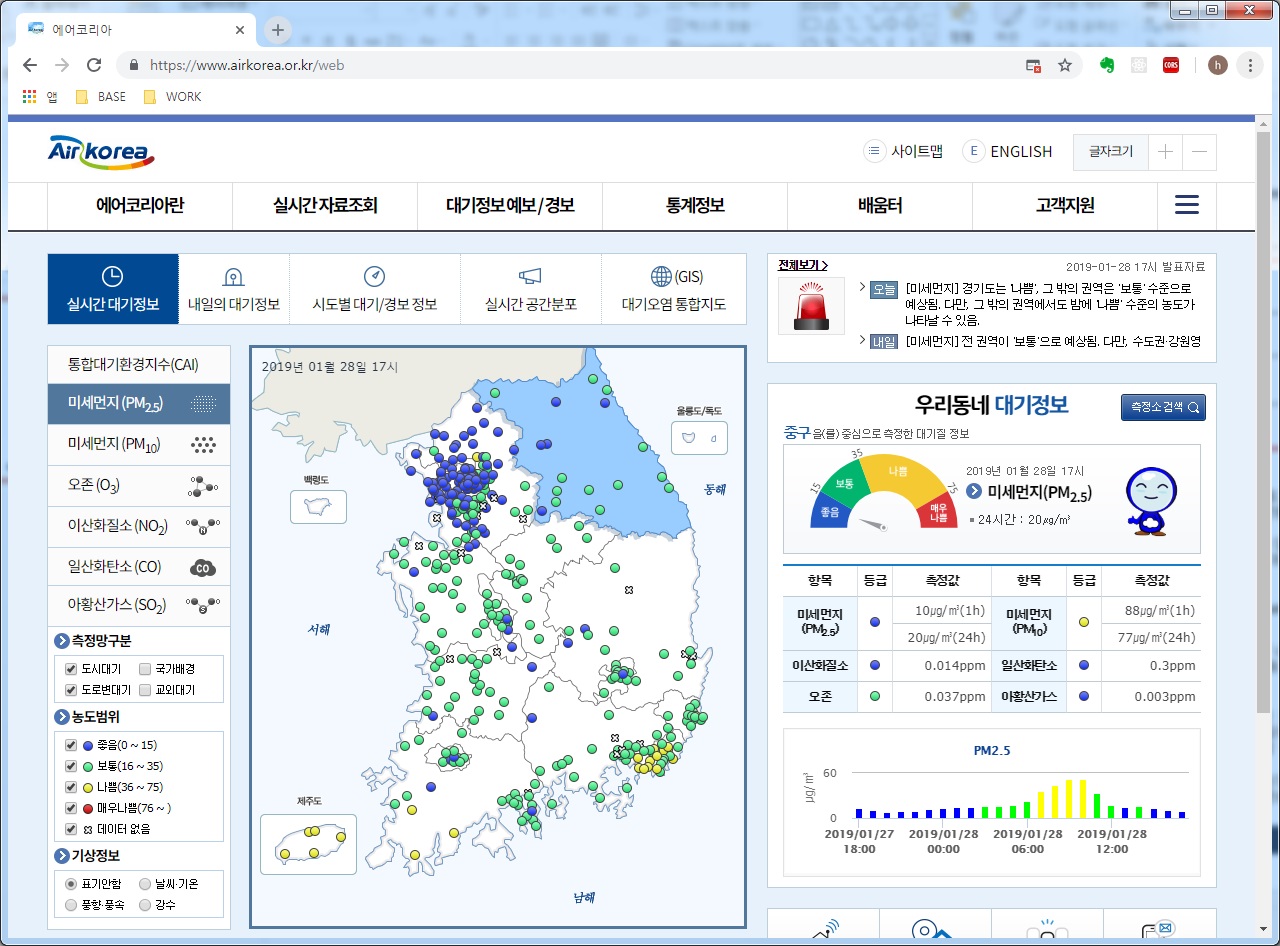 에어코리아
https://www.airkorea.or.kr/web
CORS
h
앱 BASE WORK
Airkorea
사이트맵 E ENGLISH 글자크기
에어코리아란 실시간 자료조회 대기정보 예보 / 경보 통계정보 배움터 고객지원
실시간 대기정보 내일의 대기정보 시도별 대기/경보 정보 실시간 공간분포 (GIS) 대기오염 통합지도
전체보기 >
2019-01-28 17시 발표자료
오늘 [미세먼지] 경기도는 '나쁨', 그 밖의 권역은 '보통' 수준으로
예상됨. 다만, 그 밖의 권역에서도 밤에 '나쁨' 수준의 농도가
나타날 수 있음.
내일 [미세먼지] 전 권역이 '보통'으로 예상됨. 다만, 수도권·강원영
통합대기환경지수(CAI)
미세먼지 (PM2.5)
미세먼지 (PM10)
오존 (O3)
이산화질소 (NO2)
일산화탄소 (CO)
CO
아황산가스 (SO2)
측정망구분
도시대기 국가배경
도로변대기 교외대기
농도범위
좋음(0 ~ 15)
보통(16 ~ 35)
나쁨(36 ~ 75)
매우나쁨(76 ~ )
데이터 없음
기상정보
표기안함 날씨·기온
풍향·풍속 강수
2019년 01월 28일 17시
울릉도/독도
백령도
동해
서해
제주도
남해
우리동네 대기정보
측정소 검색
중구 을(를) 중심으로 측정한 대기질 정보
15 35 75
좋음 보통 나쁨 매우 나쁨
2019년 01월 28일 17시
미세먼지(PM2.5)
24시간 : 20㎍/㎥
항목 등급 측정값 항목 등급 측정값
미세먼지 (PM2.5) 10㎍/㎥(1h) 미세먼지 (PM10) 88㎍/㎥(1h)
20㎍/㎥(24h) 77㎍/㎥(24h)
이산화질소 0.014ppm 일산화탄소 0.3ppm
오존 0.037ppm 아황산가스 0.003ppm
PM2.5
㎍/㎥
60
0
2019/01/27 2019/01/28 2019/01/28 2019/01/28
18:00 00:00 06:00 12:00